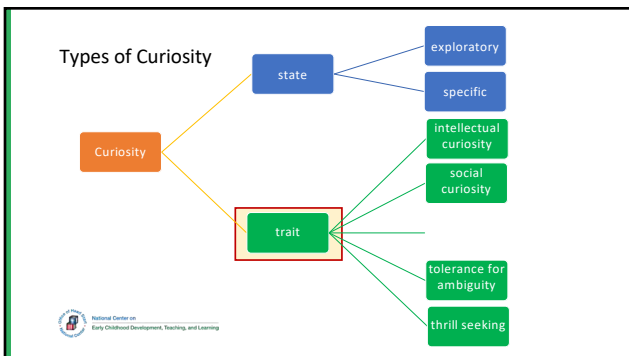 Types of Curiosity
exploratory
state
specific
intellectual
curiosity
Curiosity
social
curiosity
trait
tolerance for
ambiguity
thrill seeking
National Center on
Early Childhood Development, Teaching, and Learning